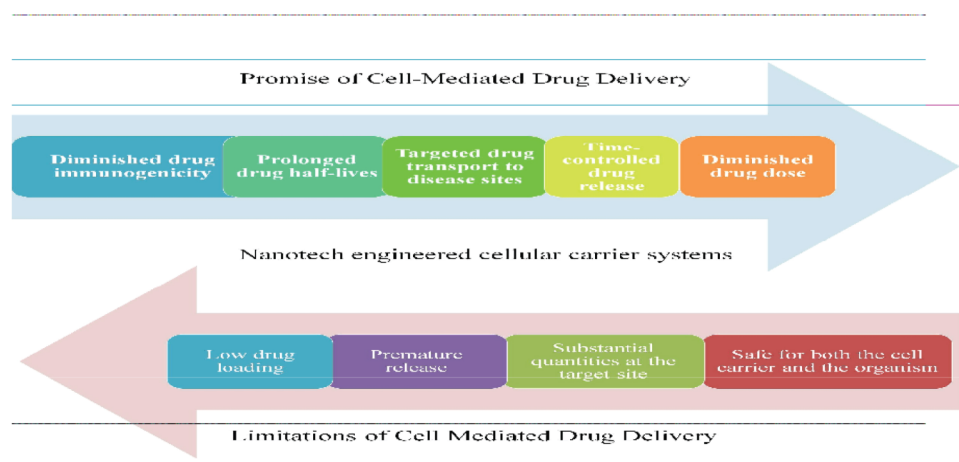 Promise of Cell-Mediated Drug Delivery
Diminished drug
immunogenicity
Prolonged
drug half-lives
Targeted drug
transport to
disease sites
Time-
controlled
drug
release
Diminished
drug dose
Nanotech engineered cellular carrier systems
Low drug
loading
Premature
release
Substantial
quantities at the
target site
Safe for both the cell
carrier and the organism
Limitations of Cell Mediated Drug Delivery